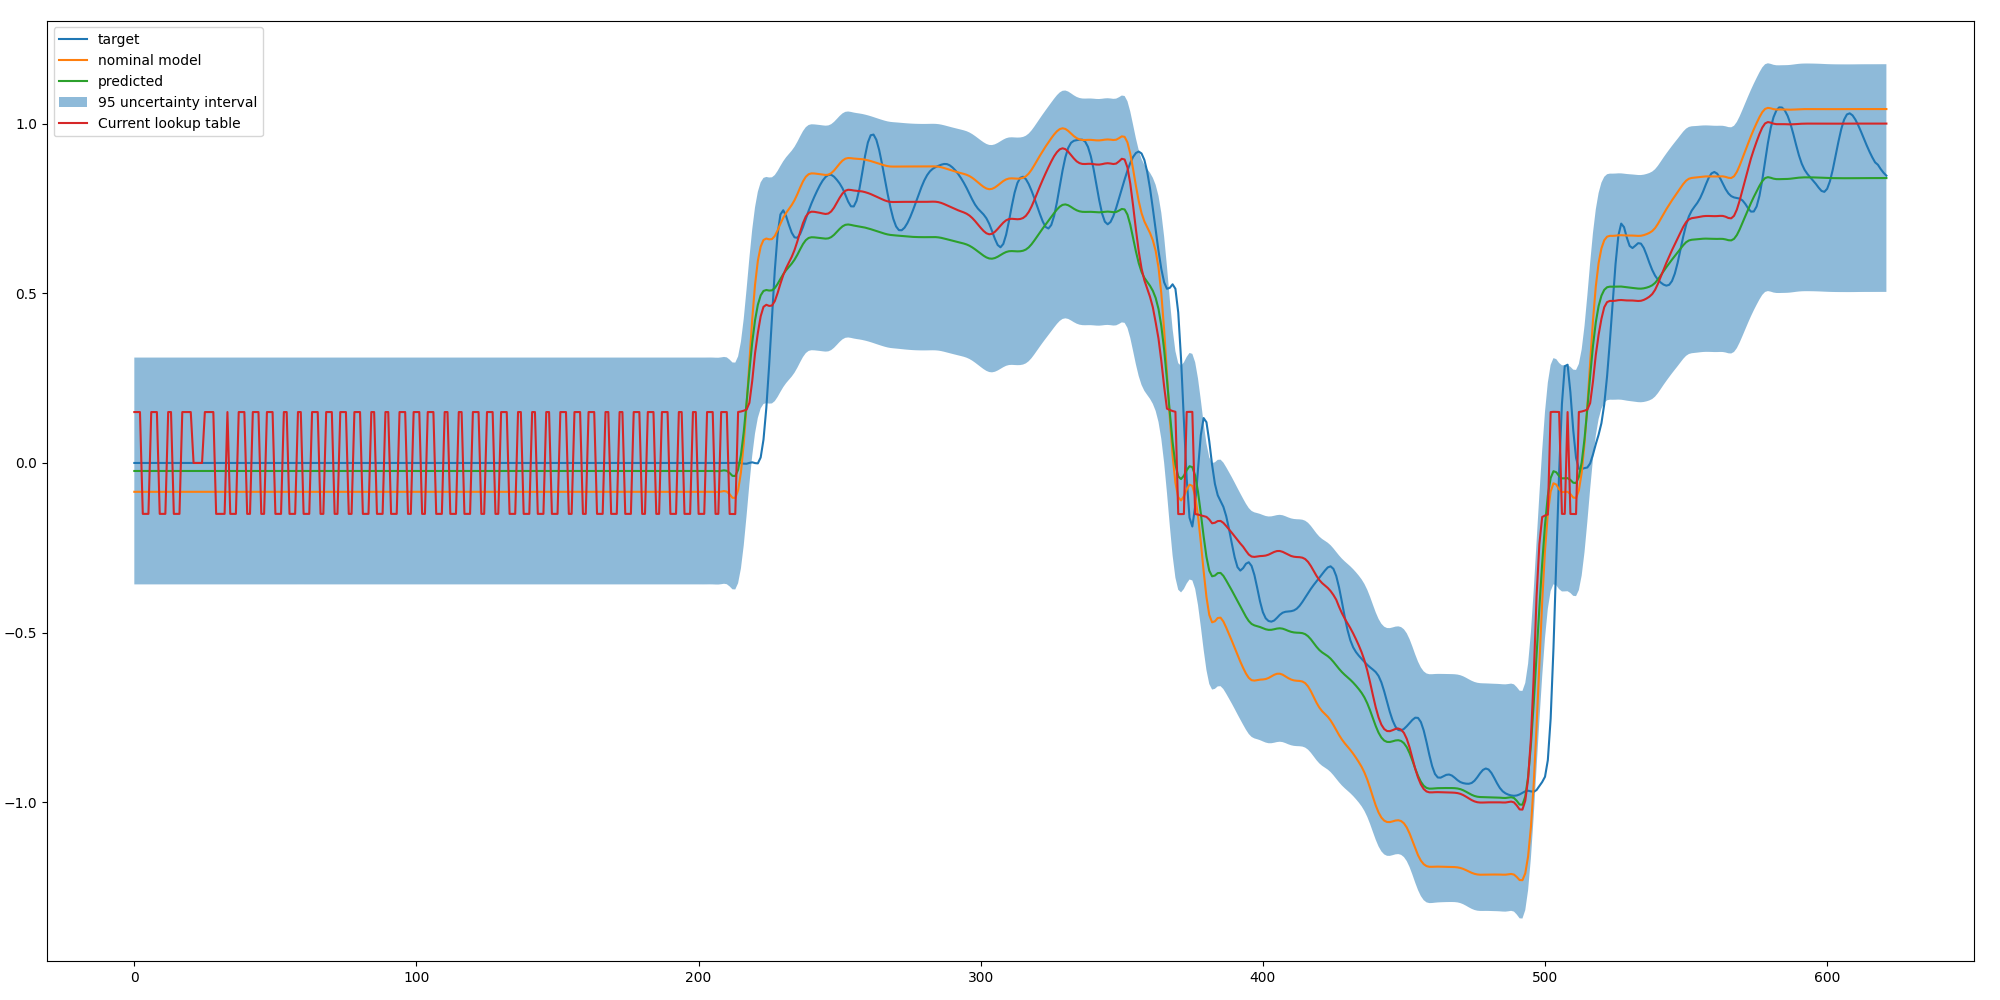 target
nominal model
predicted
95 uncertainty interval
Current lookup table
1.0
0.5
0.0
−0.5
−1.0
0 100 200 300 400 500 600